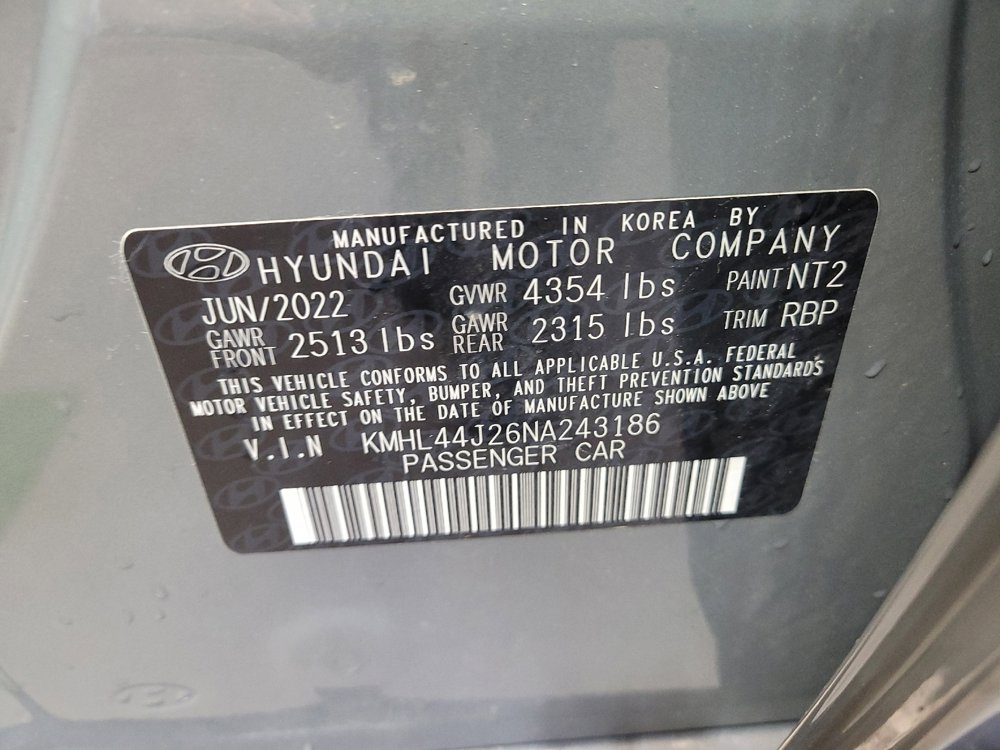 MANUFACTURED IN KOREA BY
HYUNDAI MOTOR COMPANY
JUN/2022 GVWR 4354 lbs PAINT NT2
GAWR FRONT 2513 lbs GAWR REAR 2315 lbs TRIM RBP
THIS VEHICLE CONFORMS TO ALL APPLICABLE U.S.A. FEDERAL
MOTOR VEHICLE SAFETY, BUMPER, AND THEFT PREVENTION STANDARDS
IN EFFECT ON THE DATE OF MANUFACTURE SHOWN ABOVE
V.I.N KMHL44J26NA243186
PASSENGER CAR